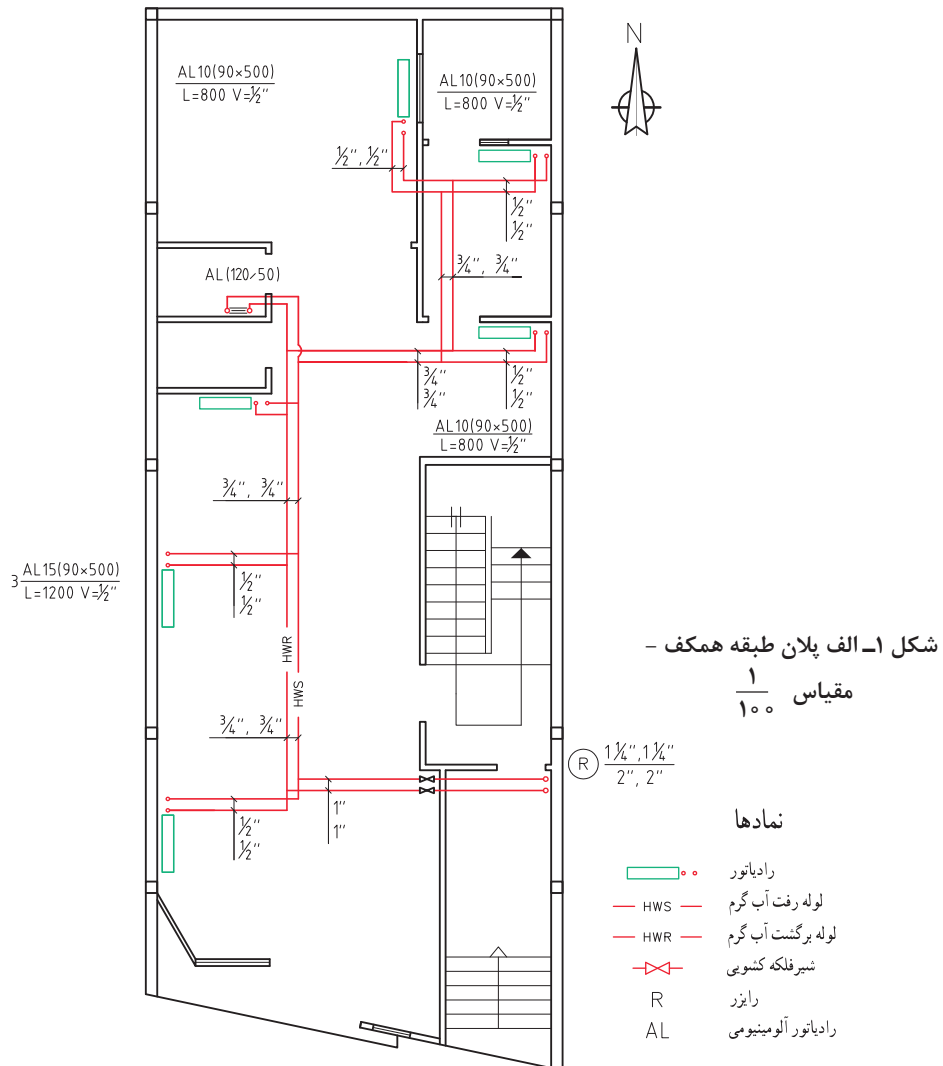 N
AL10(90×500)
L=800 V=½"
AL10(90×500)
L=800 V=½"
½", ½"
½"
½"
¾", ¾"
AL(120/50)
¾"
¾"
½"
½"
AL10(90×500)
L=800 V=½"
¾", ¾"
3 AL15(90×500)
L=1200 V=½"
½"
½"
HWR
HWS
شکل ۱ـ الف پلان طبقه همکف –
مقیاس ۱/۱۰۰
¾", ¾"
R 1¼", 1¼"
2", 2"
1"
1"
½"
½"
نمادها
رادیاتور
HWS لوله رفت آب گرم
HWR لوله برگشت آب گرم
شیرفلکه کشویی
R رایزر
AL رادیاتور آلومینیومی